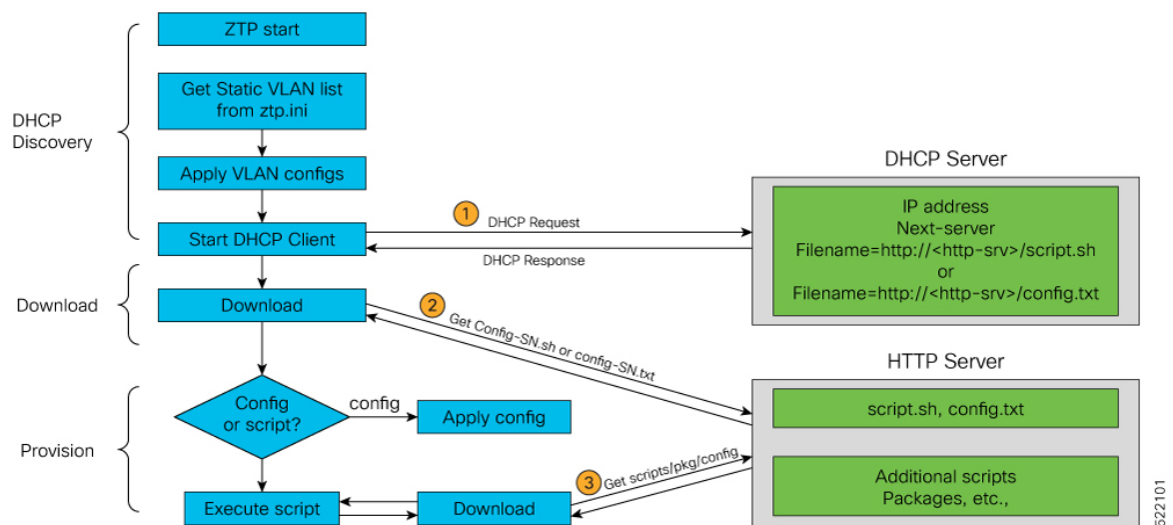 ZTP start
Get Static VLAN list
from ztp.ini
DHCP
Discovery
Apply VLAN configs
Start DHCP Client
1
DHCP Request
DHCP Response
DHCP Server
IP address
Next-server
Filename=http://<http-srv>/script.sh
or
Filename=http://<http-srv>/config.txt
Download
Download
2
Get Config-SN.sh or config-SN.txt
HTTP Server
script.sh, config.txt
Additional scripts
Packages, etc.,
Provision
Config
or script?
config
Apply config
Execute script
Download
3
Get scripts/pkg/config